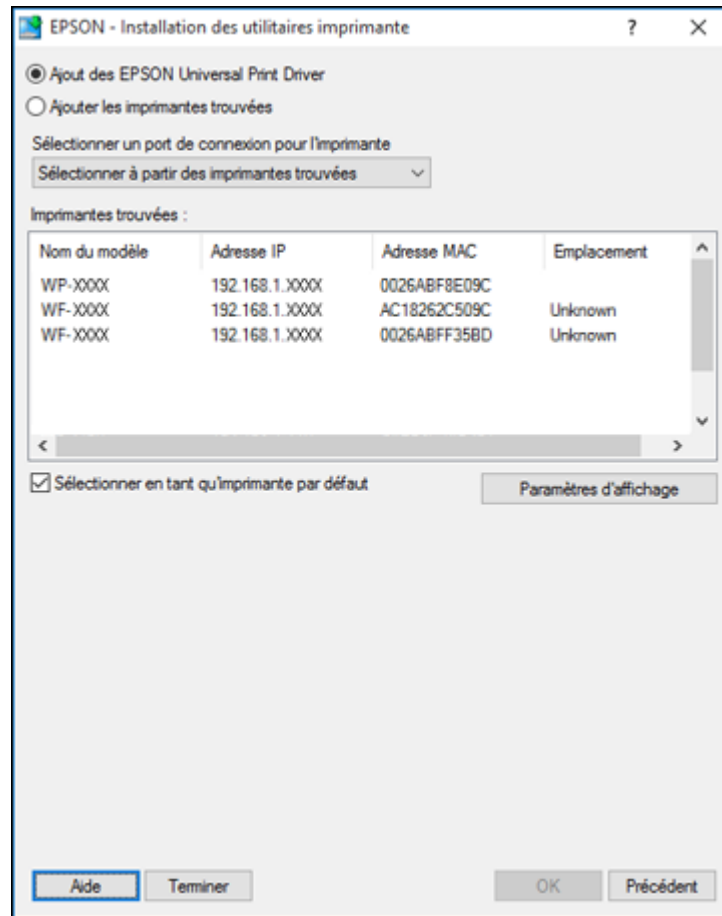 EPSON - Installation des utilitaires imprimante ?
Ajout des EPSON Universal Print Driver
Ajouter les imprimantes trouvées
Sélectionner un port de connexion pour l'imprimante
Sélectionner à partir des imprimantes trouvées
Imprimantes trouvées :
Nom du modèle Adresse IP Adresse MAC Emplacement
WP-XXXX 192.168.1.XXXX 0026ABF8E09C
WF-XXXX 192.168.1.XXXX AC18262C509C Unknown
WF-XXXX 192.168.1.XXXX 0026ABFF35BD Unknown
Sélectionner en tant qu'imprimante par défaut Paramètres d'affichage
Aide Terminer OK Précédent